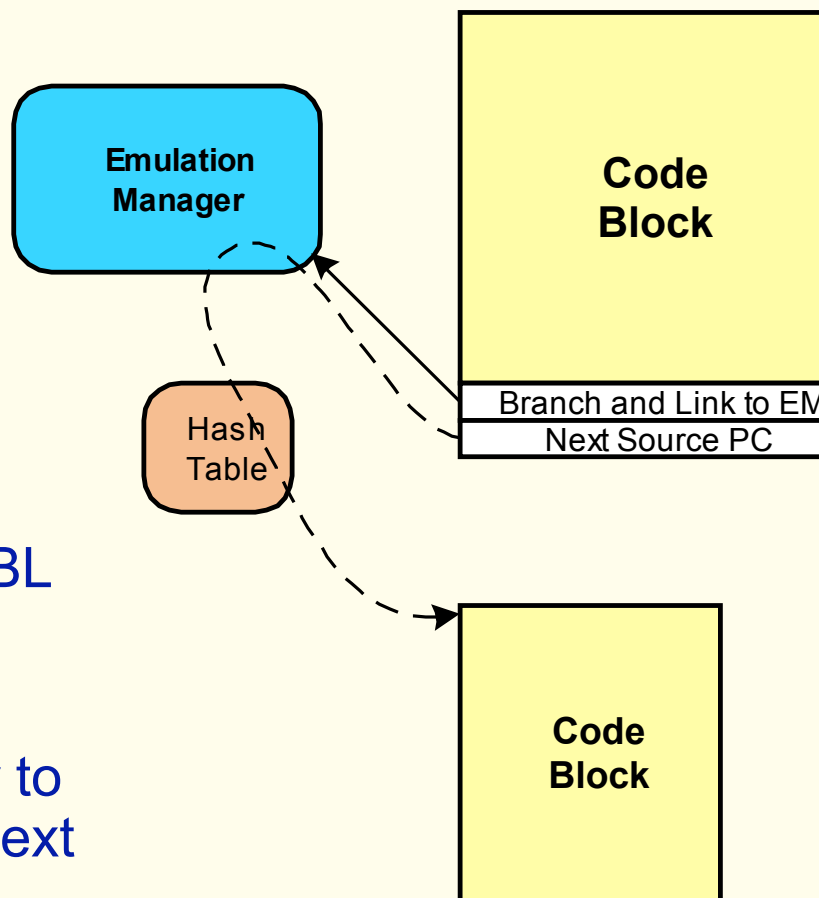 Emulation
Manager
Code
Block
Branch and Link to EM
Next Source PC
Hash
Table
BL
to
ext
Code
Block